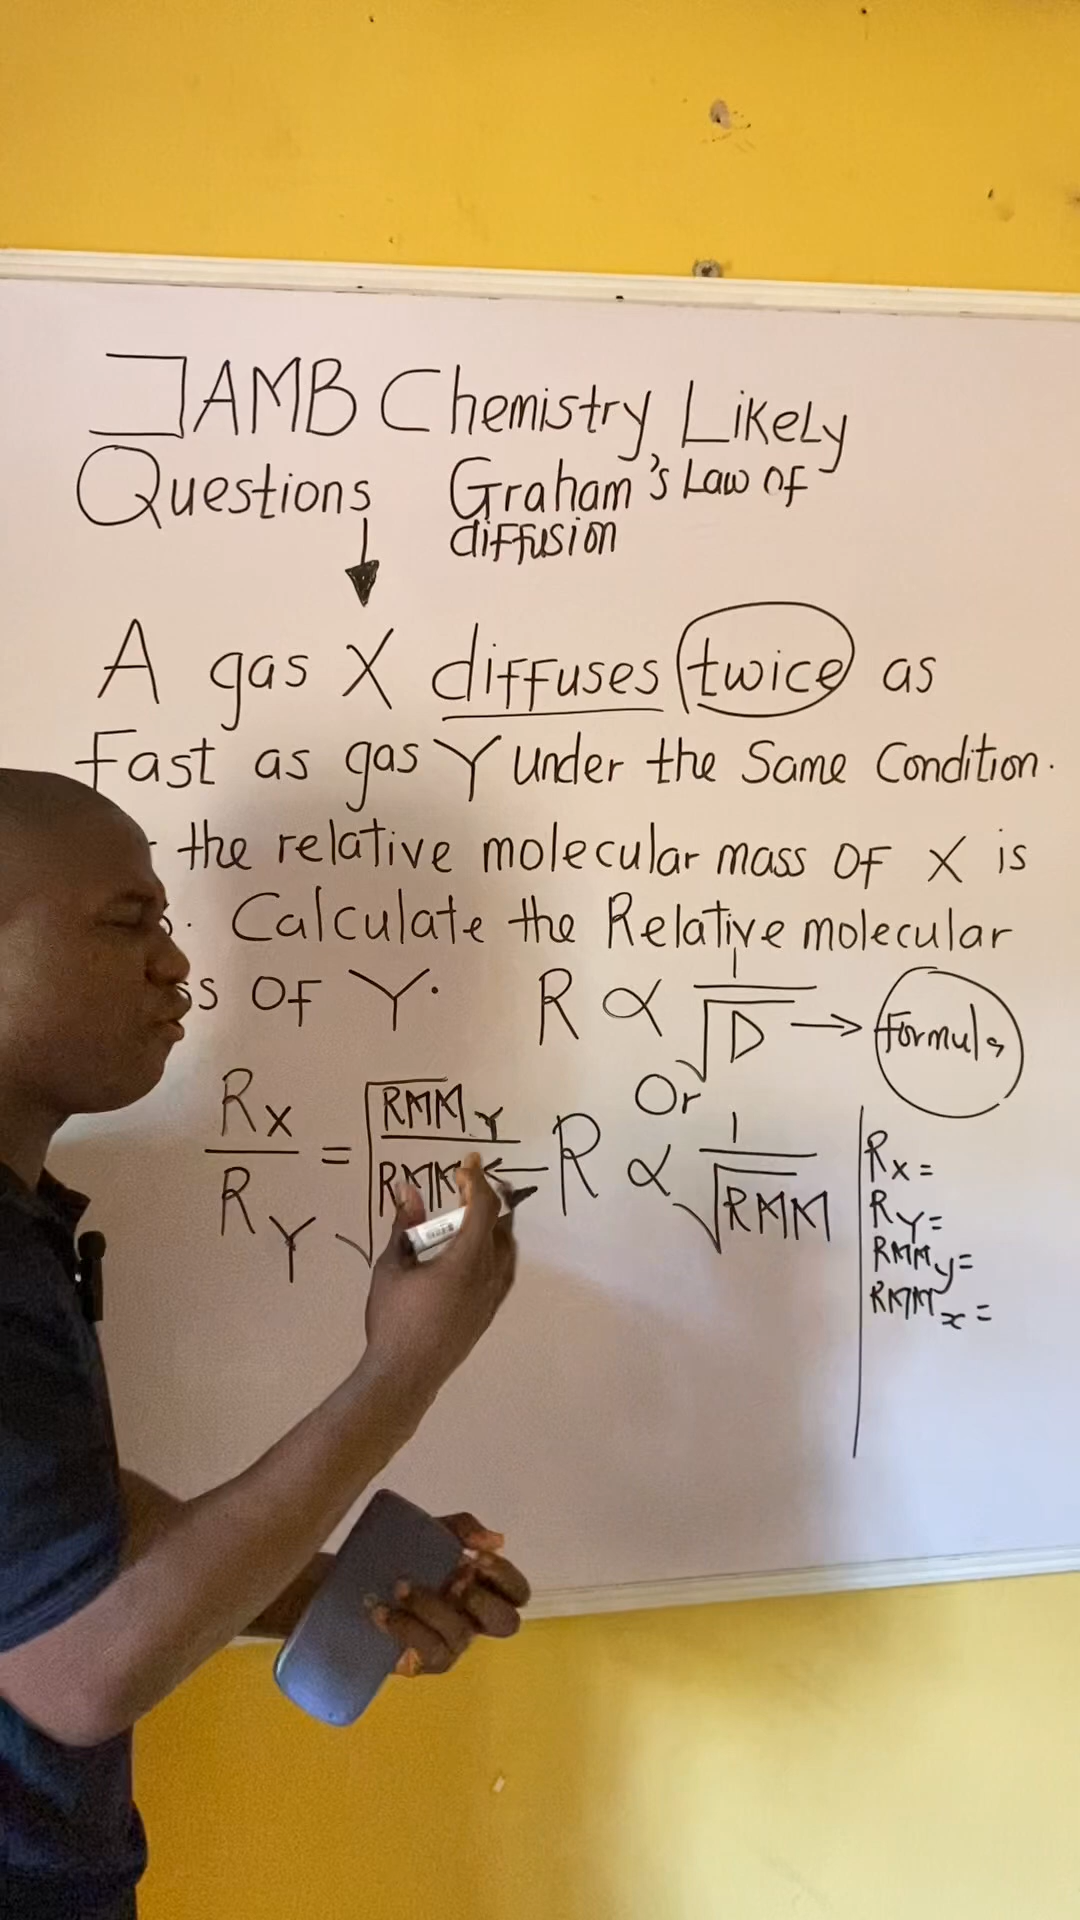 JAMB Chemistry Likely
Questions Graham's Law of
diffusion
A gas X diffuses twice as
Fast as gas Y under the Same Condition.
the relative molecular mass of X is
Calculate the Relative molecular
of Y. R ∝ 1/√D → Formula
Or
Rx/RY = √RMMY/RMM ← R ∝ 1/√RMM
Rx =
RY =
RMMy =
RMMx =